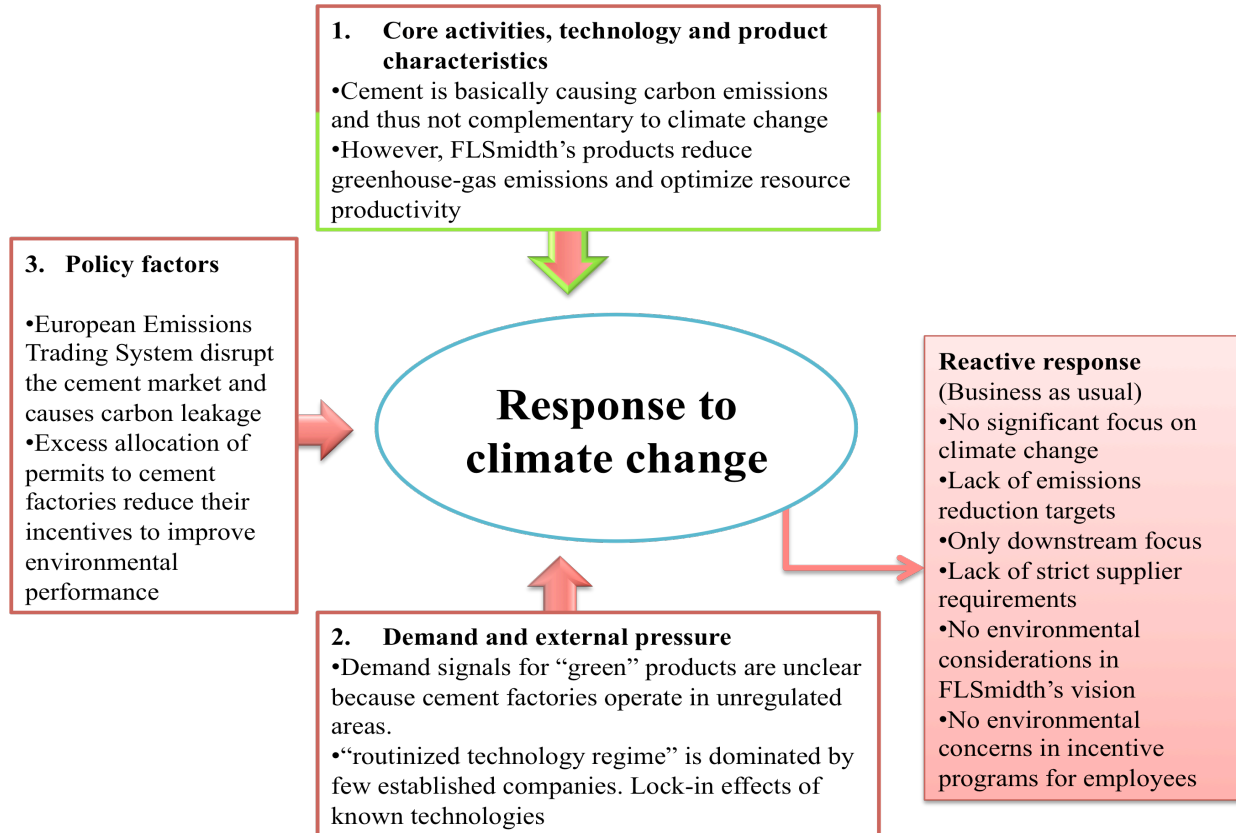 1. Core activities, technology and product
characteristics
•Cement is basically causing carbon emissions
and thus not complementary to climate change
•However, FLSmidth’s products reduce
greenhouse-gas emissions and optimize resource
productivity
3. Policy factors
•European Emissions
Trading System disrupt
the cement market and
causes carbon leakage
•Excess allocation of
permits to cement
factories reduce their
incentives to improve
environmental
performance
Response to
climate change
2. Demand and external pressure
•Demand signals for “green” products are unclear
because cement factories operate in unregulated
areas.
•“routinized technology regime” is dominated by
few established companies. Lock-in effects of
known technologies
Reactive response
(Business as usual)
•No significant focus on
climate change
•Lack of emissions
reduction targets
•Only downstream focus
•Lack of strict supplier
requirements
•No environmental
considerations in
FLSmidth’s vision
•No environmental
concerns in incentive
programs for employees